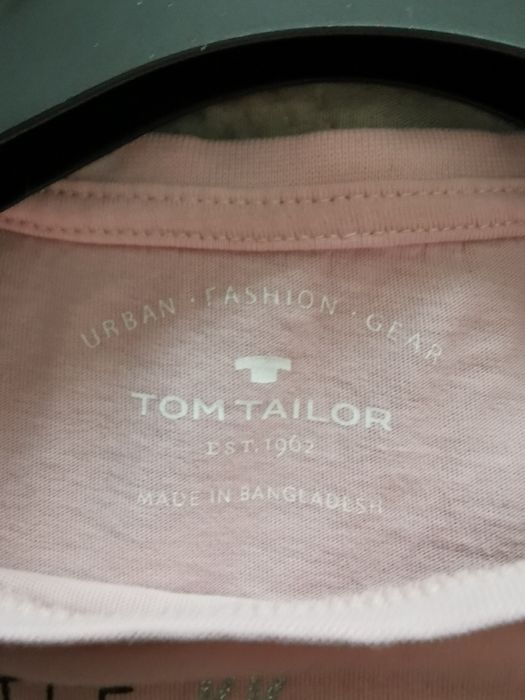 URBAN · FASHION · GEAR
TOM TAILOR
EST. 1962
MADE IN BANGLADESH